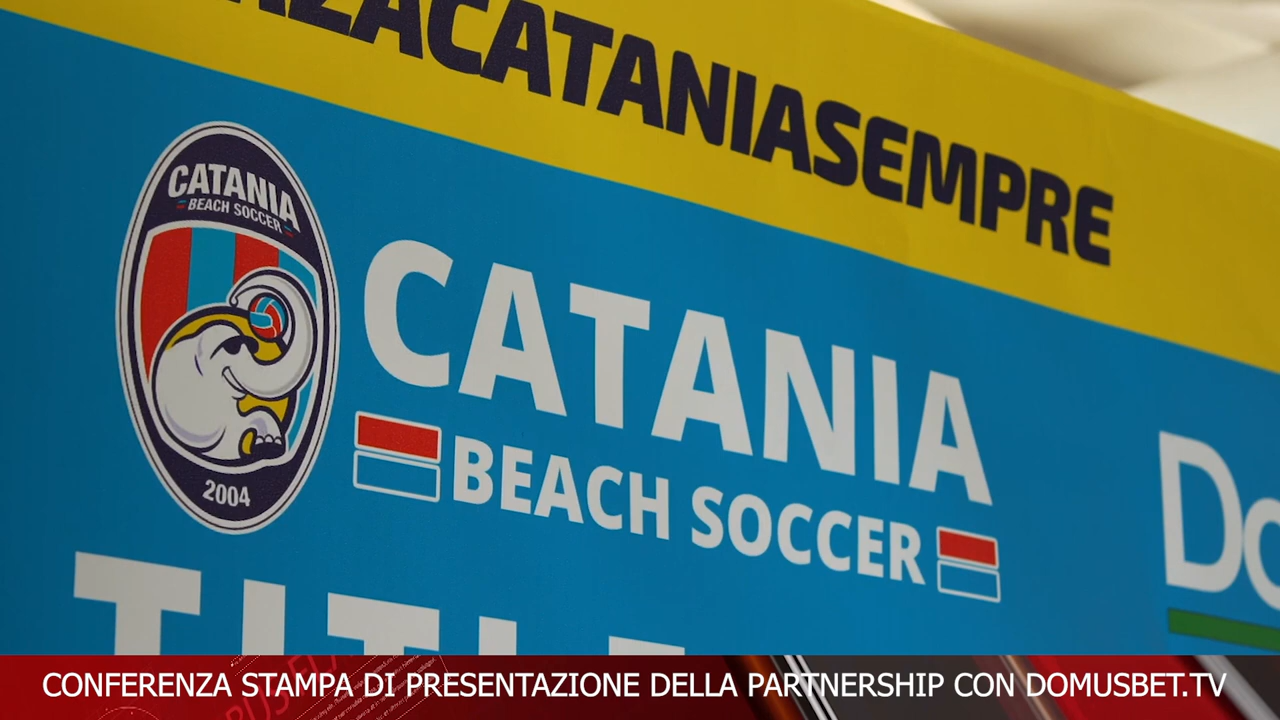 ZACATANIASEMPRE
CATANIA
BEACH SOCCER
2004
CATANIA
BEACH SOCCER
CONFERENZA STAMPA DI PRESENTAZIONE DELLA PARTNERSHIP CON DOMUSBET.TV